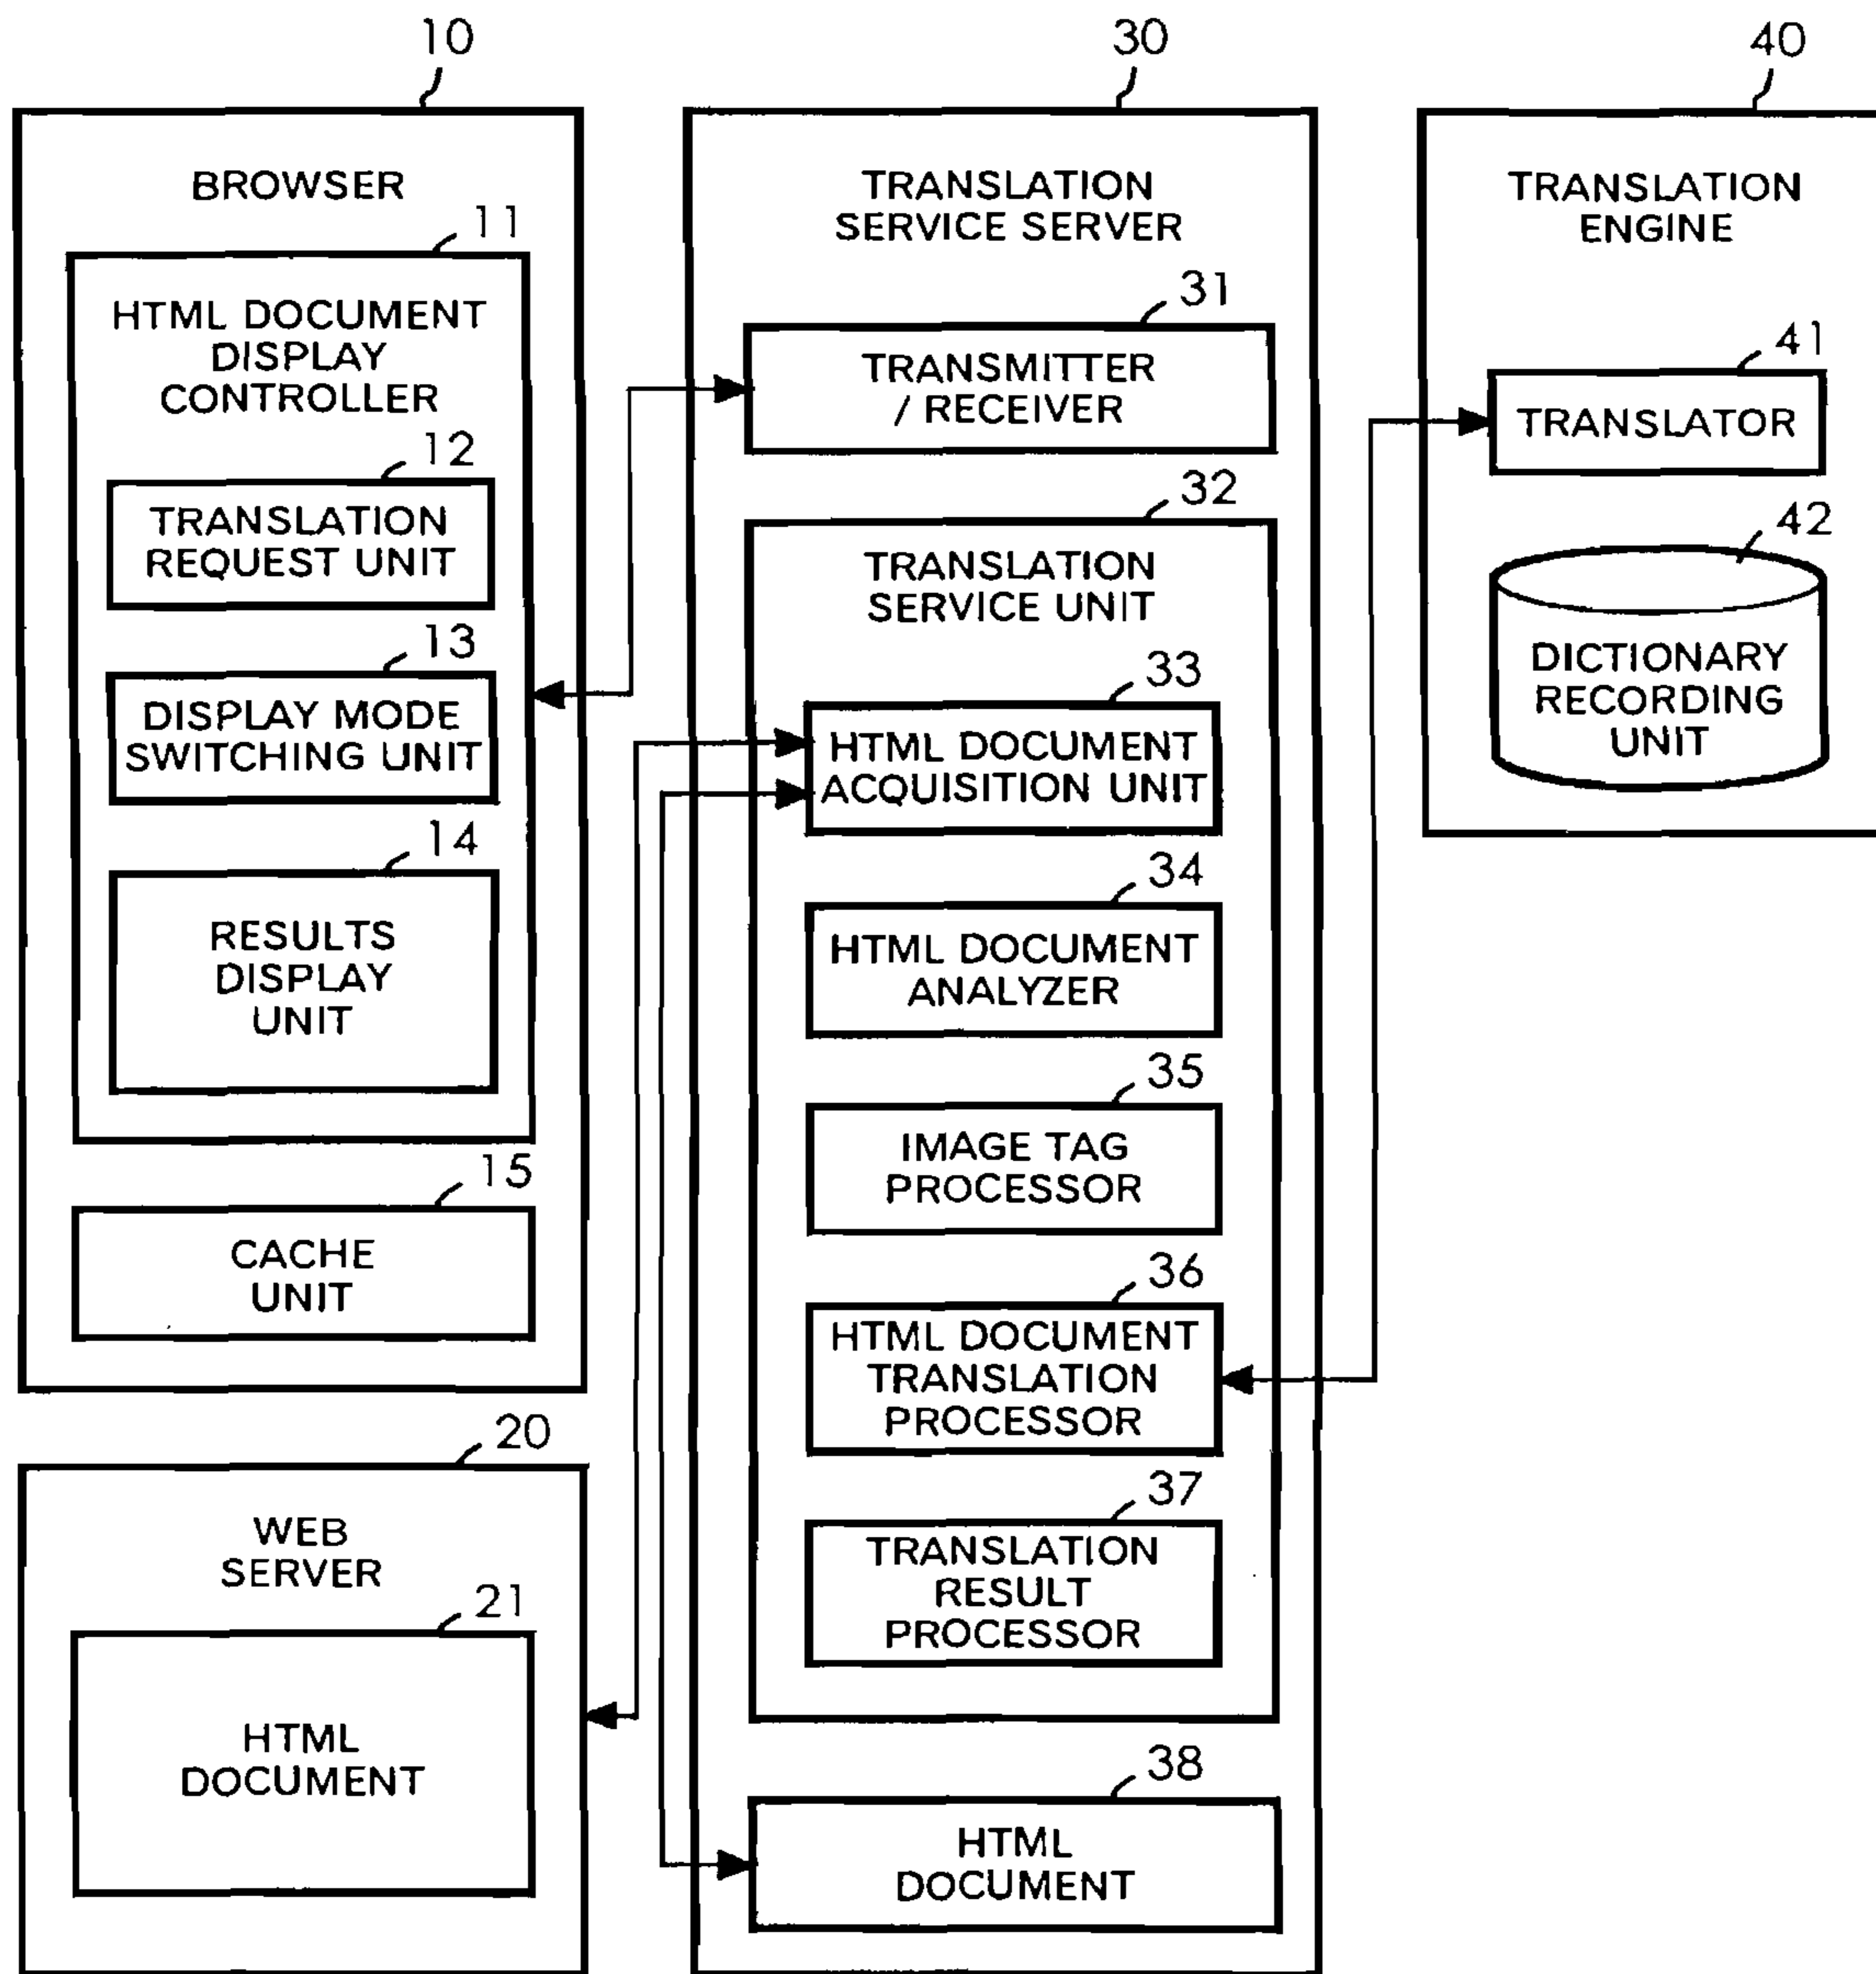 10
BROWSER
11
HTML DOCUMENT
DISPLAY
CONTROLLER
12
TRANSLATION
REQUEST UNIT
13
DISPLAY MODE
SWITCHING UNIT
14
RESULTS
DISPLAY
UNIT
15
CACHE
UNIT
20
WEB
SERVER
21
HTML
DOCUMENT
30
TRANSLATION
SERVICE SERVER
31
TRANSMITTER
/ RECEIVER
32
TRANSLATION
SERVICE UNIT
33
HTML DOCUMENT
ACQUISITION UNIT
34
HTML DOCUMENT
ANALYZER
35
IMAGE TAG
PROCESSOR
36
HTML DOCUMENT
TRANSLATION
PROCESSOR
37
TRANSLATION
RESULT
PROCESSOR
38
HTML
DOCUMENT
40
TRANSLATION
ENGINE
41
TRANSLATOR
42
DICTIONARY
RECORDING
UNIT